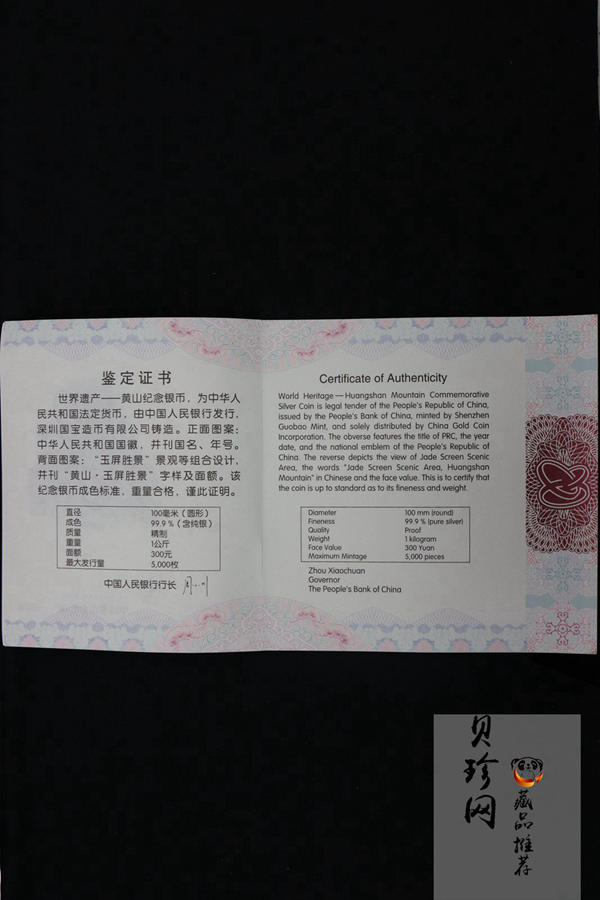 鉴定证书
世界遗产——黄山纪念银币，为中华人
民共和国法定货币，由中国人民银行发行，
深圳国宝造币有限公司铸造。正面图案：
中华人民共和国国徽，并刊国名、年号。
背面图案：“玉屏胜景”景观等组合设计，
并刊“黄山·玉屏胜景”字样及面额。该
纪念银币成色标准，重量合格，谨此证明。
直径 100毫米（圆形）
成色 99.9％（含纯银）
质量 精制
重量 1公斤
面额 300元
最大发行量 5,000枚
中国人民银行行长
Certificate of Authenticity
World Heritage—Huangshan Mountain Commemorative
Silver Coin is legal tender of the People's Republic of China,
issued by the People's Bank of China, minted by Shenzhen
Guobao Mint, and solely distributed by China Gold Coin
Incorporation. The obverse features the title of PRC, the year
date, and the national emblem of the People's Republic of
China. The reverse depicts the view of Jade Screen Scenic
Area, the words "Jade Screen Scenic Area, Huangshan
Mountain" in Chinese and the face value. This is to certify that
the coin is up to standard as to its fineness and weight.
Diameter 100 mm (round)
Fineness 99.9 % (pure silver)
Quality Proof
Weight 1 kilogram
Face Value 300 Yuan
Maximum Mintage 5,000 pieces
Zhou Xiaochuan
Governor
The People's Bank of China
贝珍网
藏品推荐